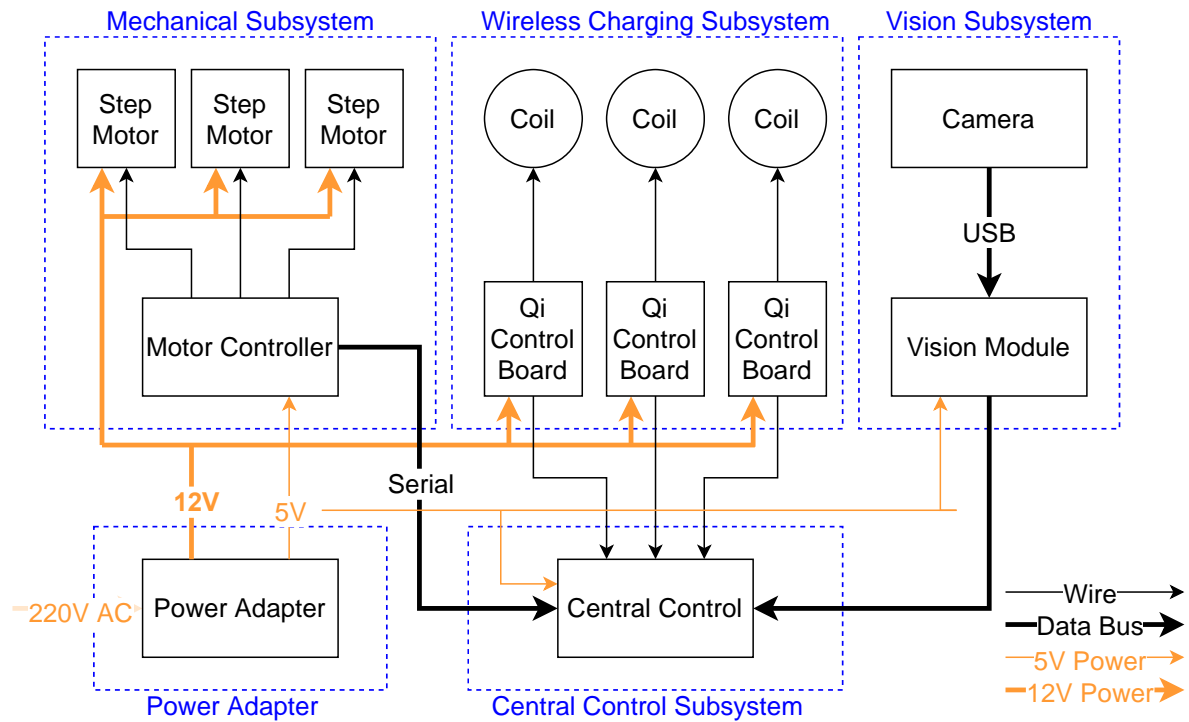 Mechanical Subsystem
Wireless Charging Subsystem
Vision Subsystem
Step
Motor
Step
Motor
Step
Motor
Coil
Coil
Coil
Camera
USB
Motor Controller
Qi
Control
Board
Qi
Control
Board
Qi
Control
Board
Vision Module
Serial
12V
5V
220V AC
Power Adapter
Central Control
Wire
Data Bus
5V Power
12V Power
Power Adapter
Central Control Subsystem